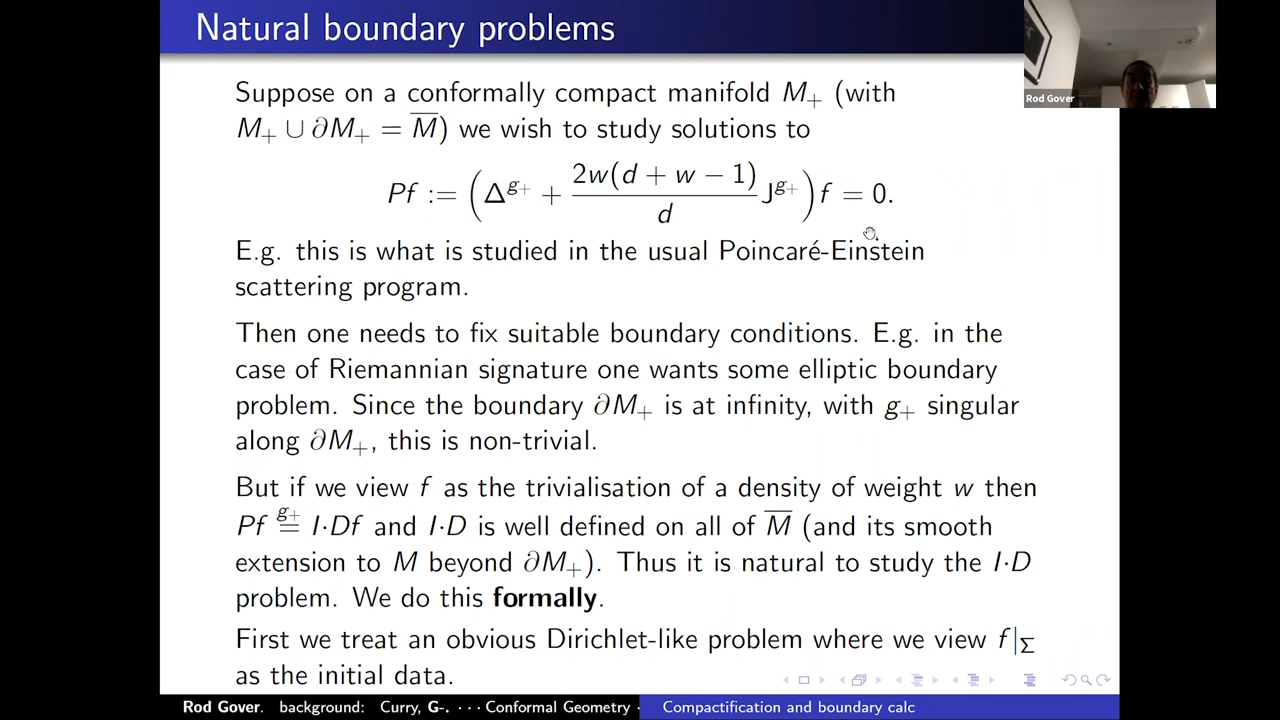 Natural boundary problems
Rod Gover
Suppose on a conformally compact manifold M₊ (with
M₊ ∪ ∂M₊ = M̅) we wish to study solutions to
Pf := (Δ^{g₊} + \frac{2w(d + w − 1)}{d} J^{g₊}) f = 0.
E.g. this is what is studied in the usual Poincaré-Einstein
scattering program.
Then one needs to fix suitable boundary conditions. E.g. in the
case of Riemannian signature one wants some elliptic boundary
problem. Since the boundary ∂M₊ is at infinity, with g₊ singular
along ∂M₊, this is non-trivial.
But if we view f as the trivialisation of a density of weight w then
Pf \overset{g₊}{=} I·Df and I·D is well defined on all of M̅ (and its smooth
extension to M beyond ∂M₊). Thus it is natural to study the I·D
problem. We do this formally.
First we treat an obvious Dirichlet-like problem where we view f|_Σ
as the initial data.
Rod Gover. background: Curry, G-. ··· Conformal Geometry · Compactification and boundary calc